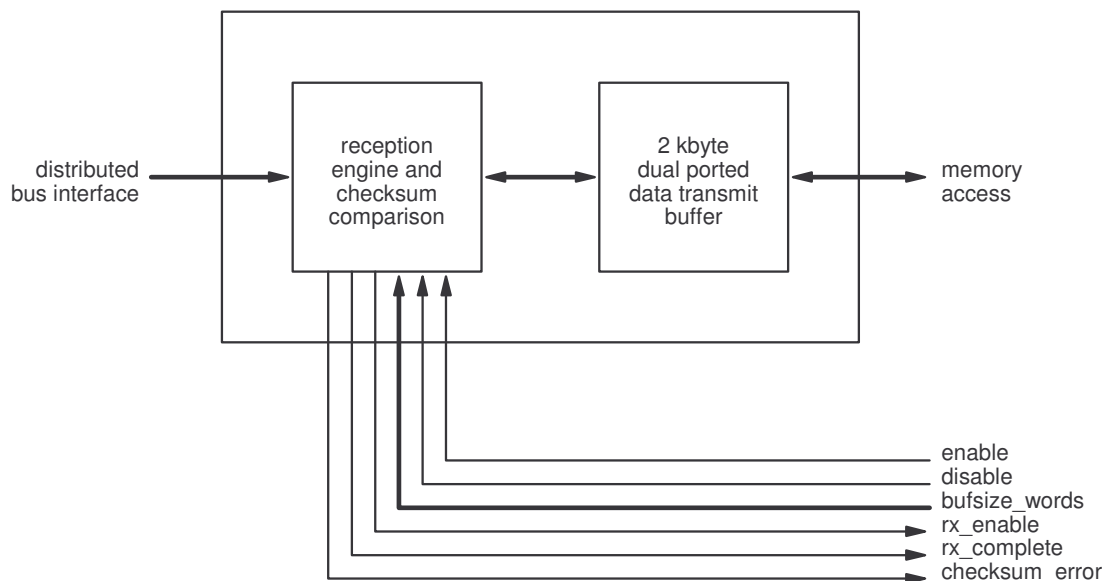 distributed
bus interface
reception
engine and
checksum
comparison
2 kbyte
dual ported
data transmit
buffer
memory
access
enable
disable
bufsize_words
rx_enable
rx_complete
checksum_error